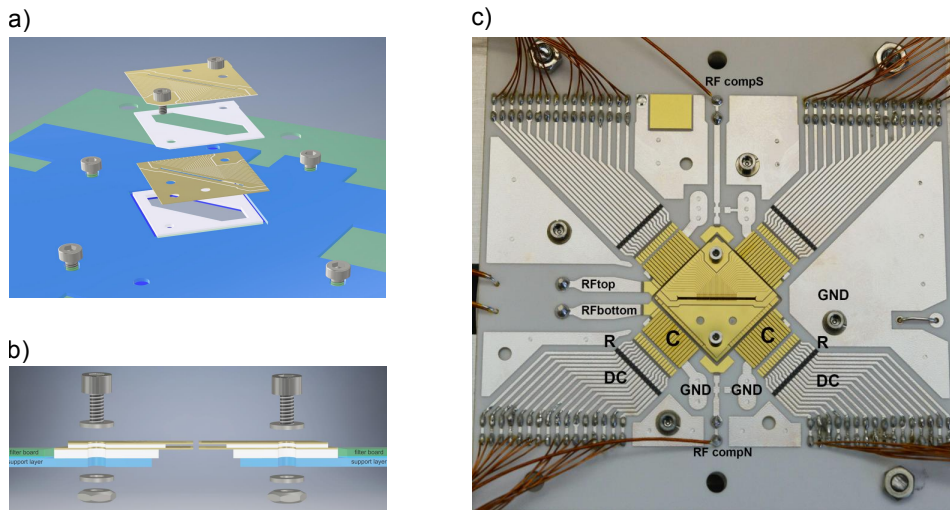 a)
c)
RF compS
RFtop
RFbottom
GND
C
C
R
R
DC
DC
GND
GND
RF compN
b)
filter board
filter board
support layer
support layer